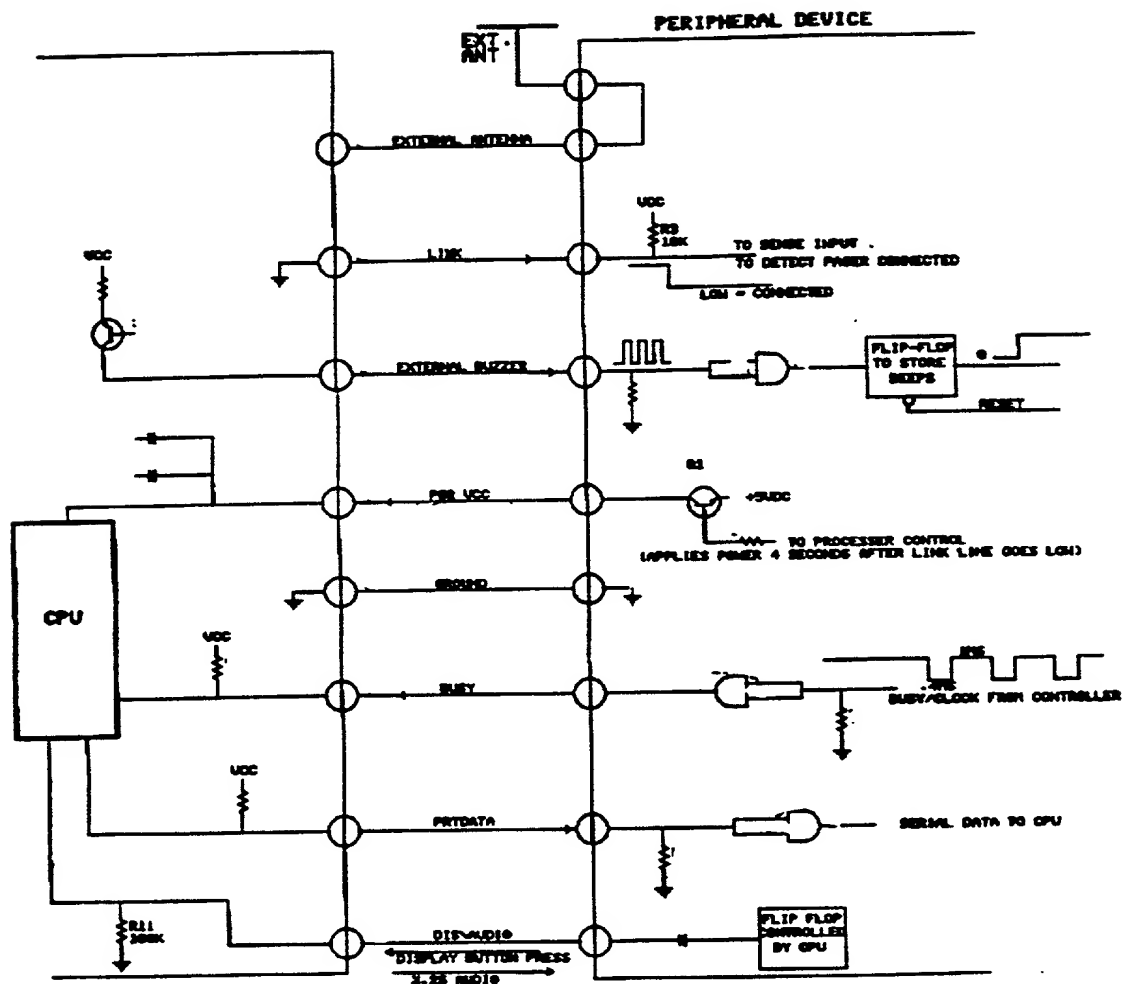 PERIPHERAL DEVICE
EXT.
ANT
EXTERNAL ANTENNA
VCC
R3
10K
LINK
TO SENSE INPUT .
TO DETECT PAGER CONNECTED
LOW = CONNECTED
VCC
EXTERNAL BUZZER
FLIP-FLOP
TO STORE
BEEPS
RESET
Q1
PGR VCC
+5VDC
TO PROCESSER CONTROL
(APPLIES POWER 4 SECONDS AFTER LINK LINE GOES LOW)
GROUND
CPU
VCC
BUSY
BUSY/CLOCK FROM CONTROLLER
VCC
PRTDATA
SERIAL DATA TO CPU
R11
DIS\AUDIO
DISPLAY BUTTON PRESS
3.2S AUDIO
FLIP FLOP
CONTROLLED
BY CPU